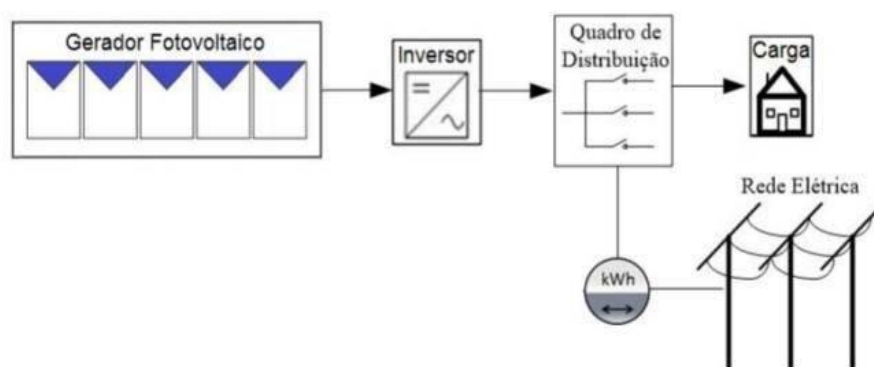 Gerador Fotovoltaico
Inversor
Quadro de
Distribuição
Carga
Rede Elétrica
kWh